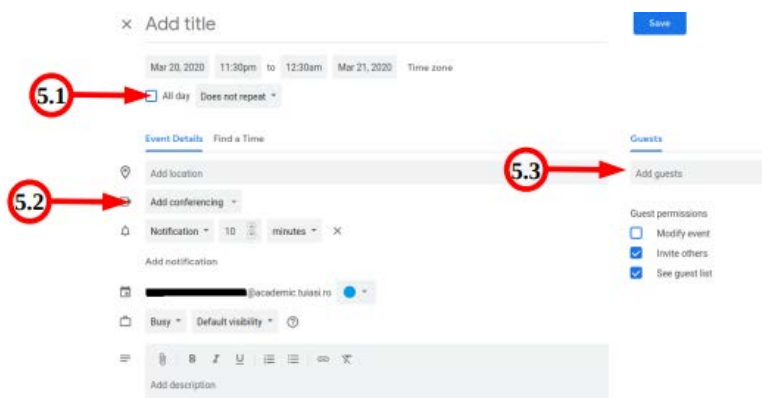 × Add title
Save
Mar 20, 2020 11:30pm to 12:30am Mar 21, 2020 Time zone
5.1
All day Does not repeat
Event Details Find a Time
Guests
Add location
5.3
Add guests
5.2
Add conferencing
Guest permissions
Notification 10 minutes ×
Modify event
Add notification
Invite others
See guest list
@academic.tuiasi.ro
Busy Default visibility ?
B I U
Add description